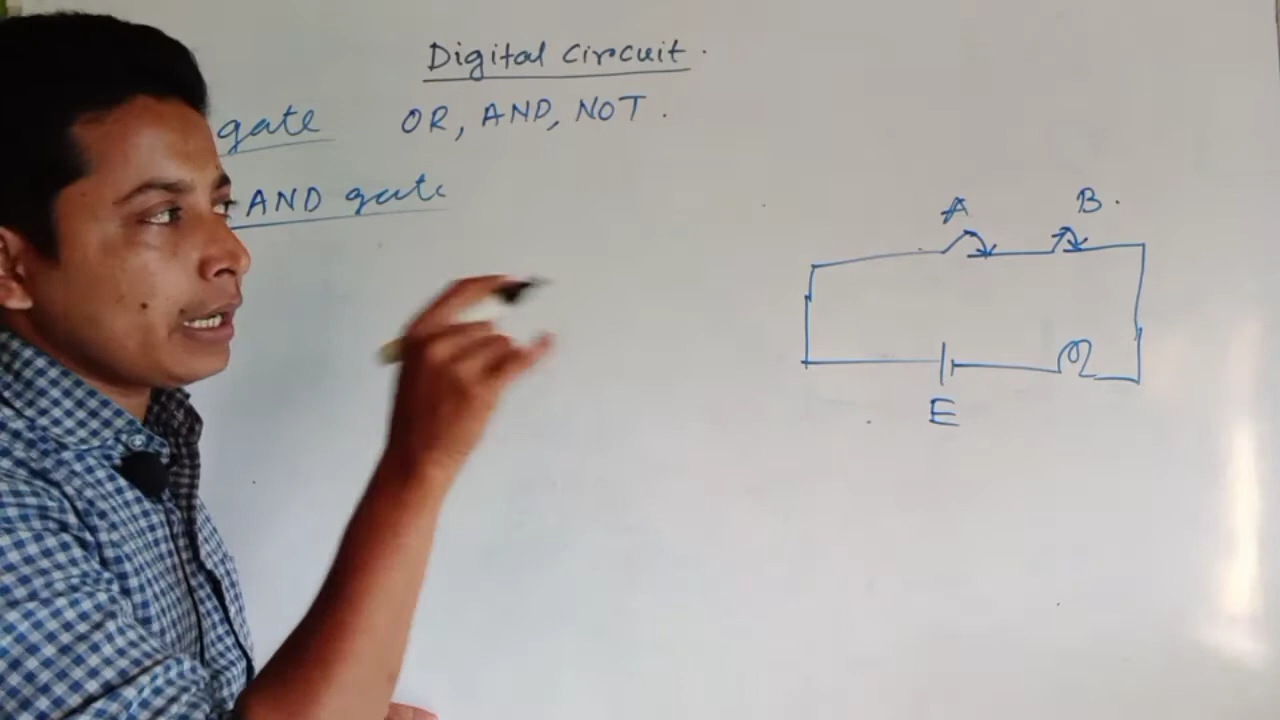 Digital Circuit.
gate OR, AND, NOT.
AND gate
A B.
E